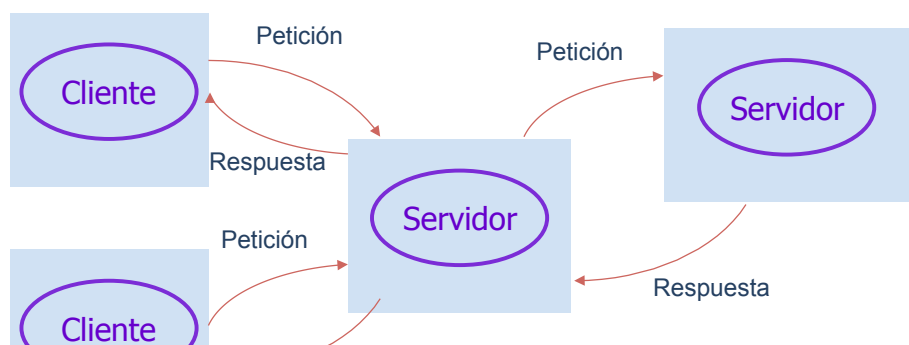 Petición
Cliente
Respuesta
Servidor
Petición
Servidor
Respuesta
Petición
Cliente